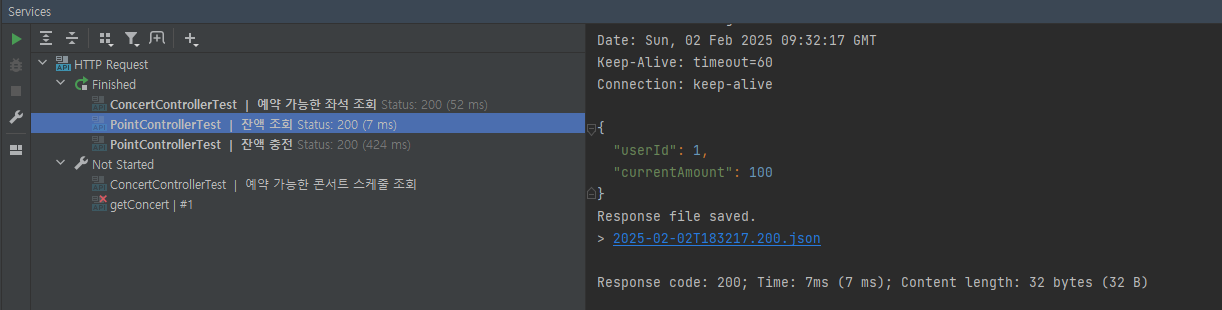 Services
HTTP Request
Finished
ConcertControllerTest | 예약 가능한 좌석 조회 Status: 200 (52 ms)
PointControllerTest | 잔액 조회 Status: 200 (7 ms)
PointControllerTest | 잔액 충전 Status: 200 (424 ms)
Not Started
ConcertControllerTest | 예약 가능한 콘서트 스케줄 조회
getConcert | #1
Date: Sun, 02 Feb 2025 09:32:17 GMT
Keep-Alive: timeout=60
Connection: keep-alive
{
"userId": 1,
"currentAmount": 100
}
Response file saved.
> 2025-02-02T183217.200.json
Response code: 200; Time: 7ms (7 ms); Content length: 32 bytes (32 B)